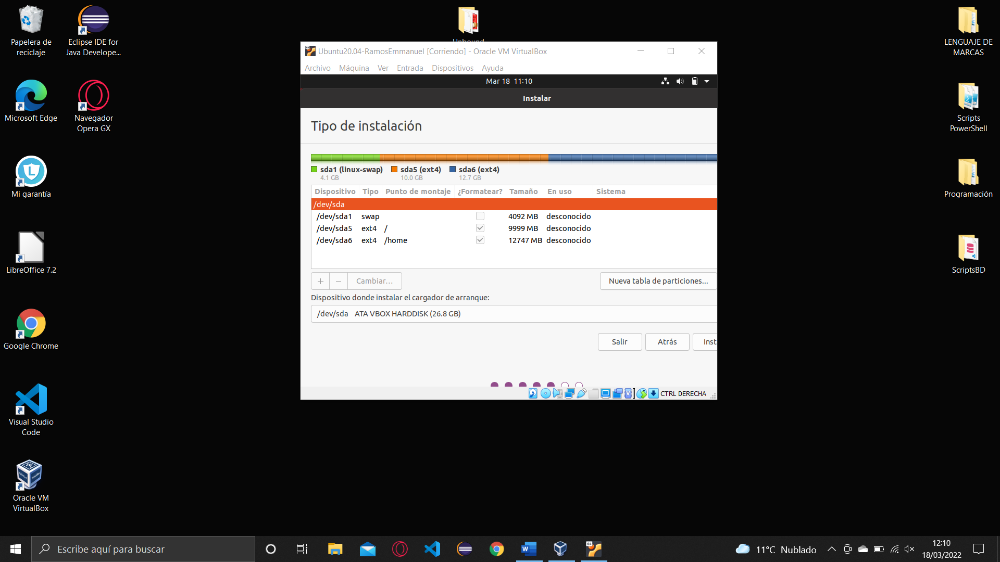 Papelera de
reciclaje
Eclipse IDE for
Java Develope...
LENGUAJE DE
MARCAS
Microsoft Edge
Navegador
Opera GX
Scripts
PowerShell
Mi garantía
Programación
LibreOffice 7.2
ScriptsBD
Google Chrome
Visual Studio
Code
Oracle VM
VirtualBox
Ubuntu20.04-RamosEmmanuel [Corriendo] - Oracle VM VirtualBox
Archivo Máquina Ver Entrada Dispositivos Ayuda
Mar 18 11:10
Instalar
Tipo de instalación
sda1 (linux-swap) sda5 (ext4) sda6 (ext4)
4.1 GB 10.0 GB 12.7 GB
Dispositivo Tipo Punto de montaje ¿Formatear? Tamaño En uso Sistema
/dev/sda
/dev/sda1 swap 4092 MB desconocido
/dev/sda5 ext4 / 9999 MB desconocido
/dev/sda6 ext4 /home 12747 MB desconocido
+ − Cambiar... Nueva tabla de particiones...
Dispositivo donde instalar el cargador de arranque:
/dev/sda ATA VBOX HARDDISK (26.8 GB)
Salir Atrás Inst
CTRL DERECHA
Escribe aquí para buscar
11°C Nublado
12:10
18/03/2022